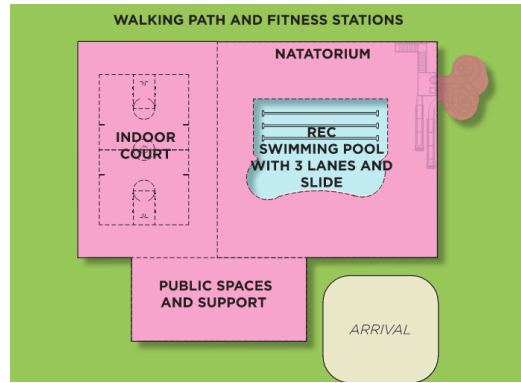 WALKING PATH AND FITNESS STATIONS
NATATORIUM
INDOOR
COURT
REC
SWIMMING POOL
WITH 3 LANES AND
SLIDE
PUBLIC SPACES
AND SUPPORT
ARRIVAL